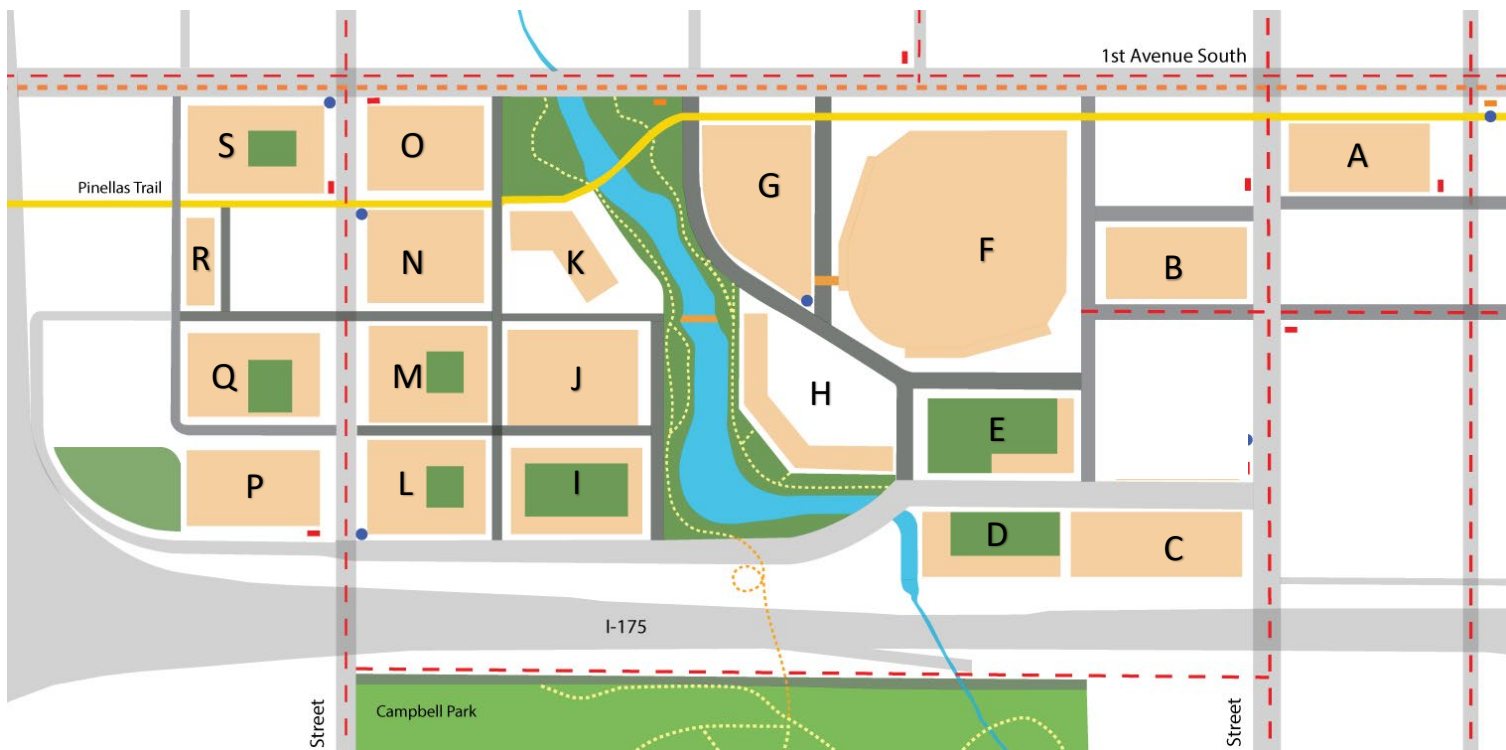 1st Avenue South
S
O
A
G
Pinellas Trail
R
N
K
F
B
Q
M
J
H
E
P
L
I
D
C
I-175
Campbell Park
Street
Street